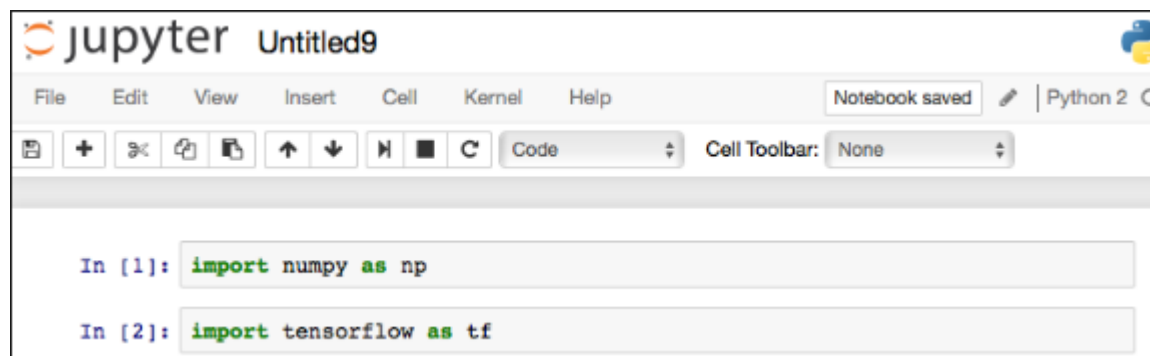 jupyter Untitled9
File Edit View Insert Cell Kernel Help Notebook saved Python 2
Code Cell Toolbar: None
In [1]: import numpy as np
In [2]: import tensorflow as tf